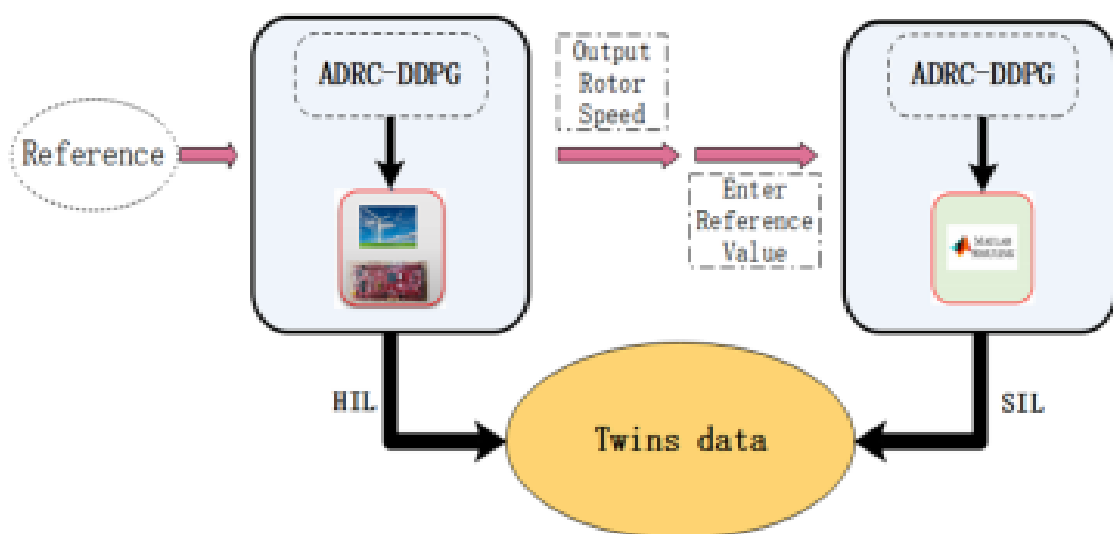 ADRC-DDPG
Output
Rotor
Speed
ADRC-DDPG
Reference
Enter
Reference
Value
HIL
SIL
Twins data